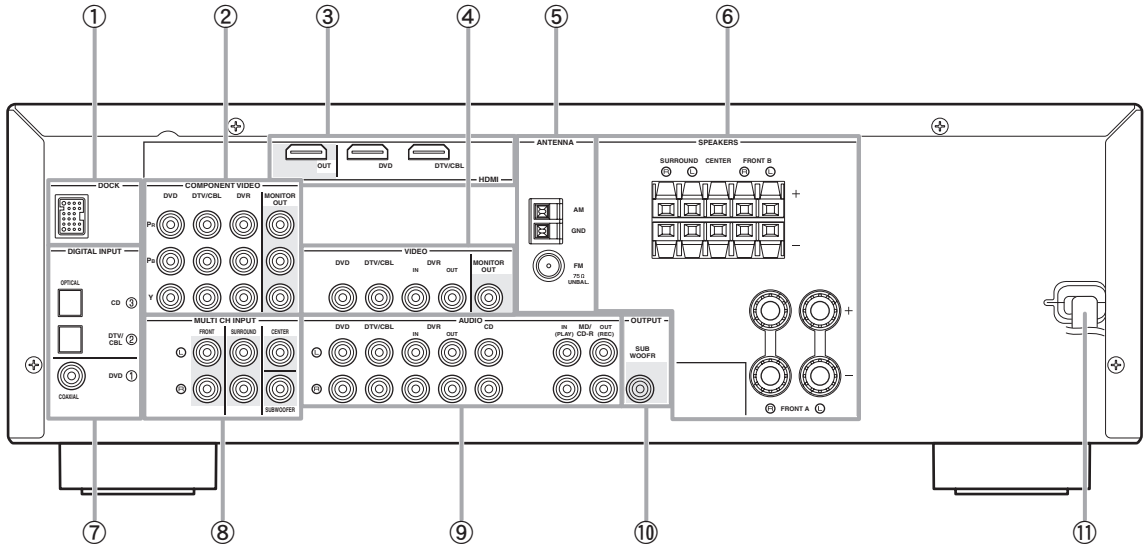 ① ② ③ ④ ⑤ ⑥
DOCK
COMPONENT VIDEO
DVD DTV/CBL DVR MONITOR OUT
PR
PB
Y
OUT DVD DTV/CBL
HDMI
VIDEO
DVD DTV/CBL DVR MONITOR OUT
IN OUT
ANTENNA
AM
GND
FM
75Ω
UNBAL.
SPEAKERS
SURROUND CENTER FRONT B
R L R L
+
–
+
–
R FRONT A L
DIGITAL INPUT
OPTICAL
CD ③
DTV/
CBL ②
DVD ①
COAXIAL
MULTI CH INPUT
FRONT SURROUND CENTER
L
R
SUBWOOFER
AUDIO
DVD DTV/CBL DVR CD
IN OUT
IN (PLAY) MD/ CD-R OUT (REC)
L
R
OUTPUT
SUB
WOOFR
⑦ ⑧ ⑨ ⑩ ⑪